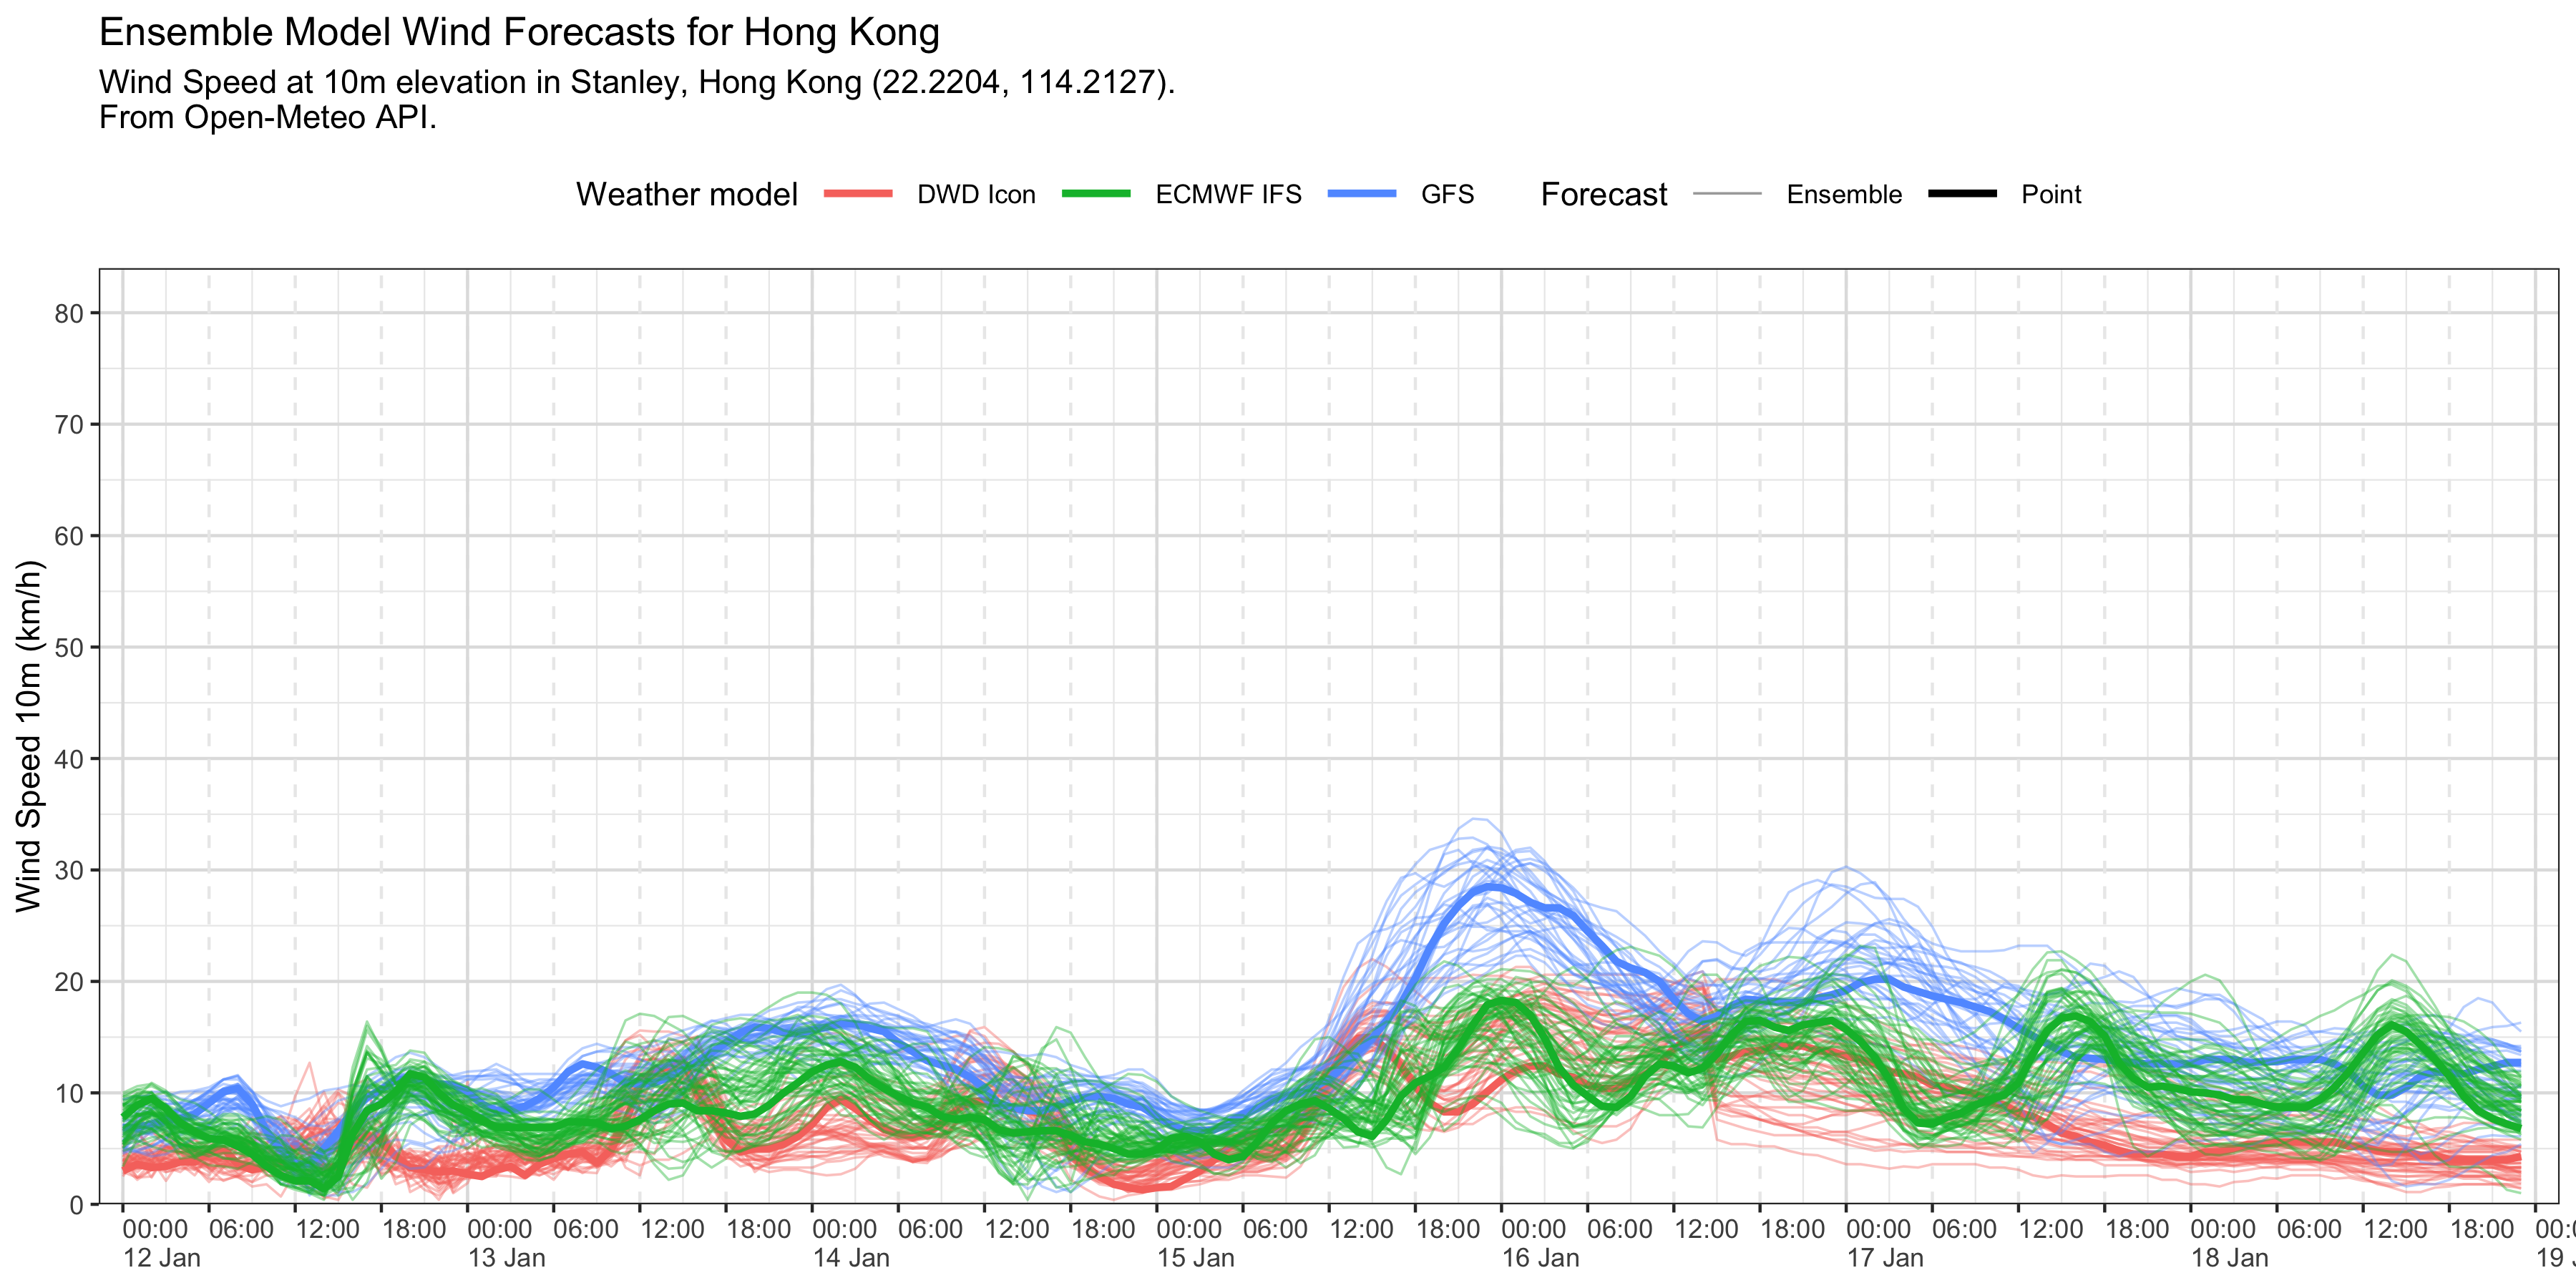 Ensemble Model Wind Forecasts for Hong Kong
Wind Speed at 10m elevation in Stanley, Hong Kong (22.2204, 114.2127).
From Open-Meteo API.
Weather model DWD Icon ECMWF IFS GFS Forecast Ensemble Point
Wind Speed 10m (km/h)
80
70
60
50
40
30
20
10
0
00:00 06:00 12:00 18:00 00:00 06:00 12:00 18:00 00:00 06:00 12:00 18:00 00:00 06:00 12:00 18:00 00:00 06:00 12:00 18:00 00:00 06:00 12:00 18:00 00:00 06:00 12:00 18:00 00:
12 Jan 13 Jan 14 Jan 15 Jan 16 Jan 17 Jan 18 Jan 19